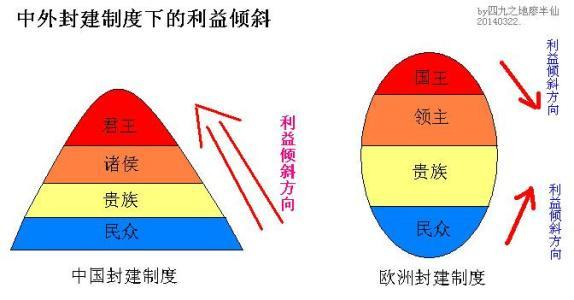 中外封建制度下的利益倾斜
by四九之地廖半仙
20140322.
君王
诸侯
贵族
民众
利益倾斜方向
中国封建制度
国王
领主
贵族
民众
利益倾斜方向
利益倾斜方向
欧洲封建制度